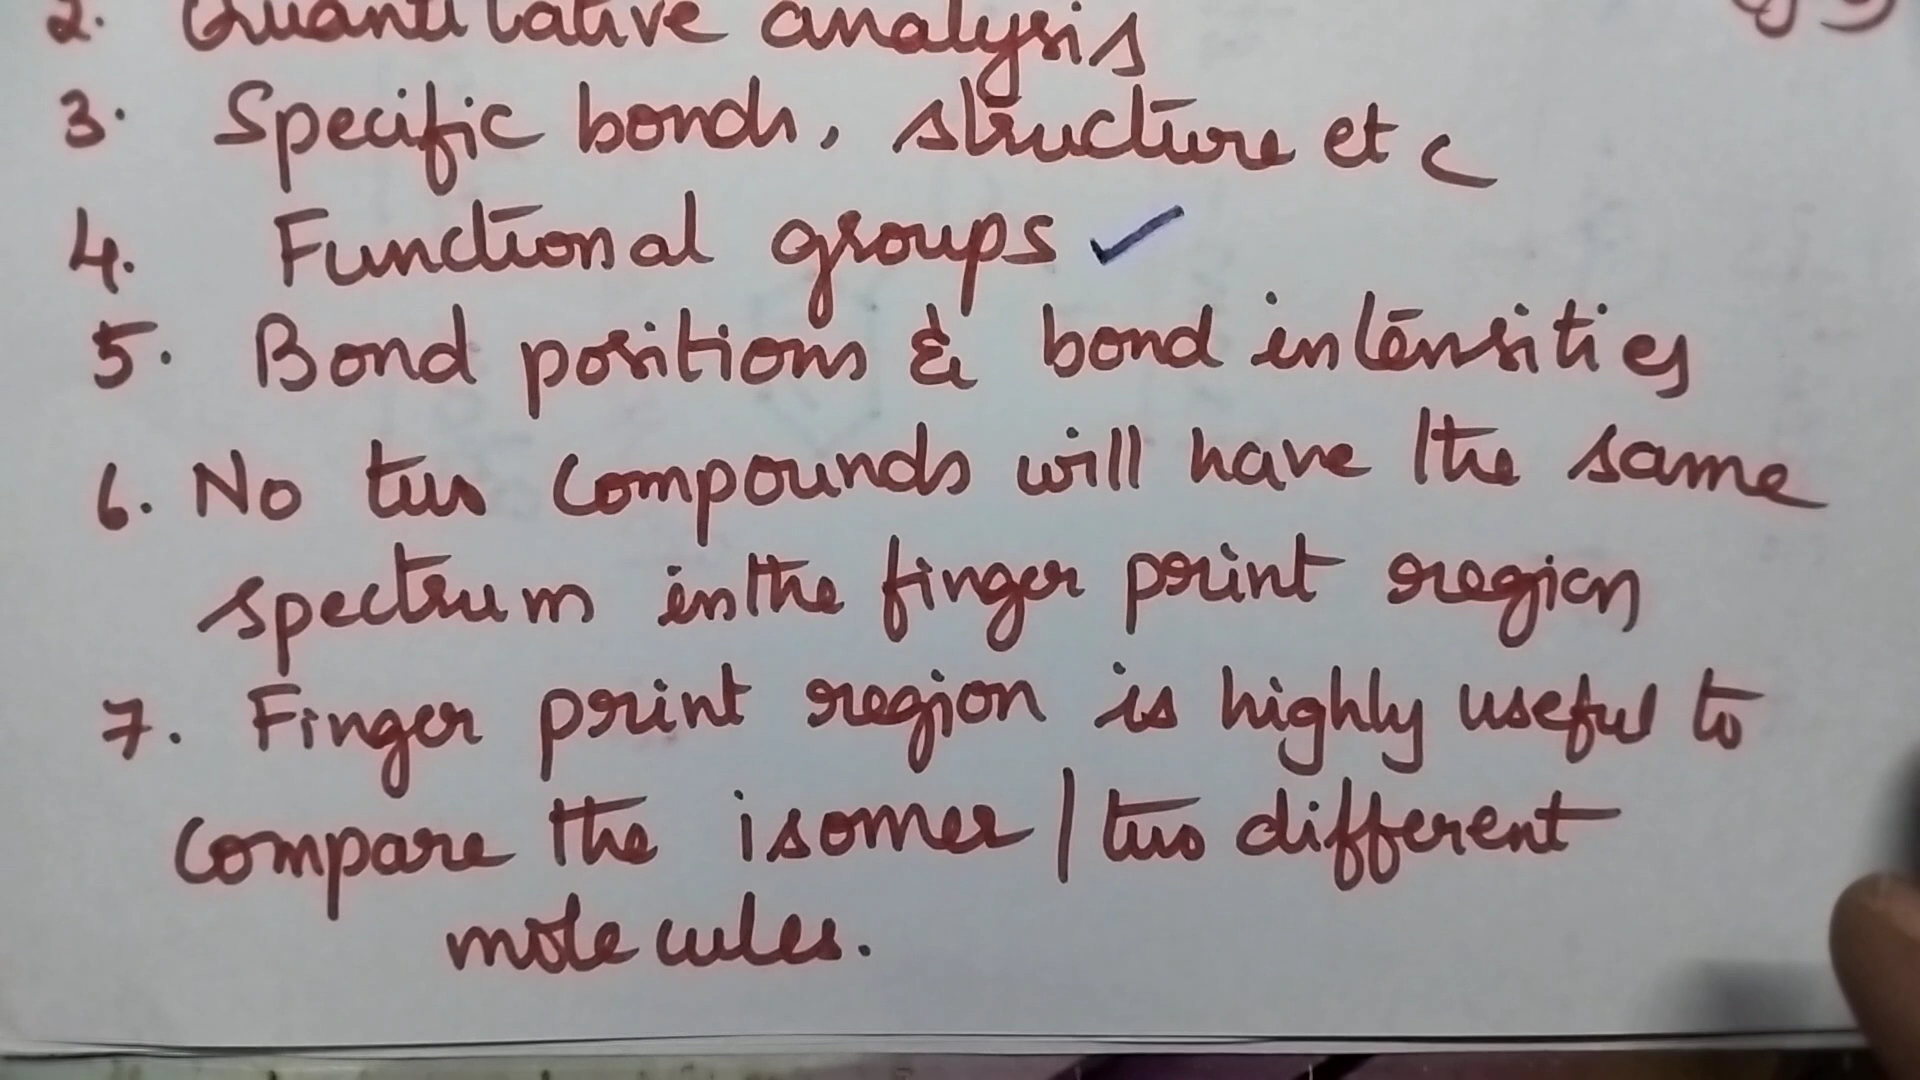 2. Quantitative analysis
3. Specific bonds, structure etc
4. Functional groups ✓
5. Bond positions & bond intensities
6. No two compounds will have the same
spectrum in the finger print region
7. Finger print region is highly useful to
compare the isomer / two different
molecules.